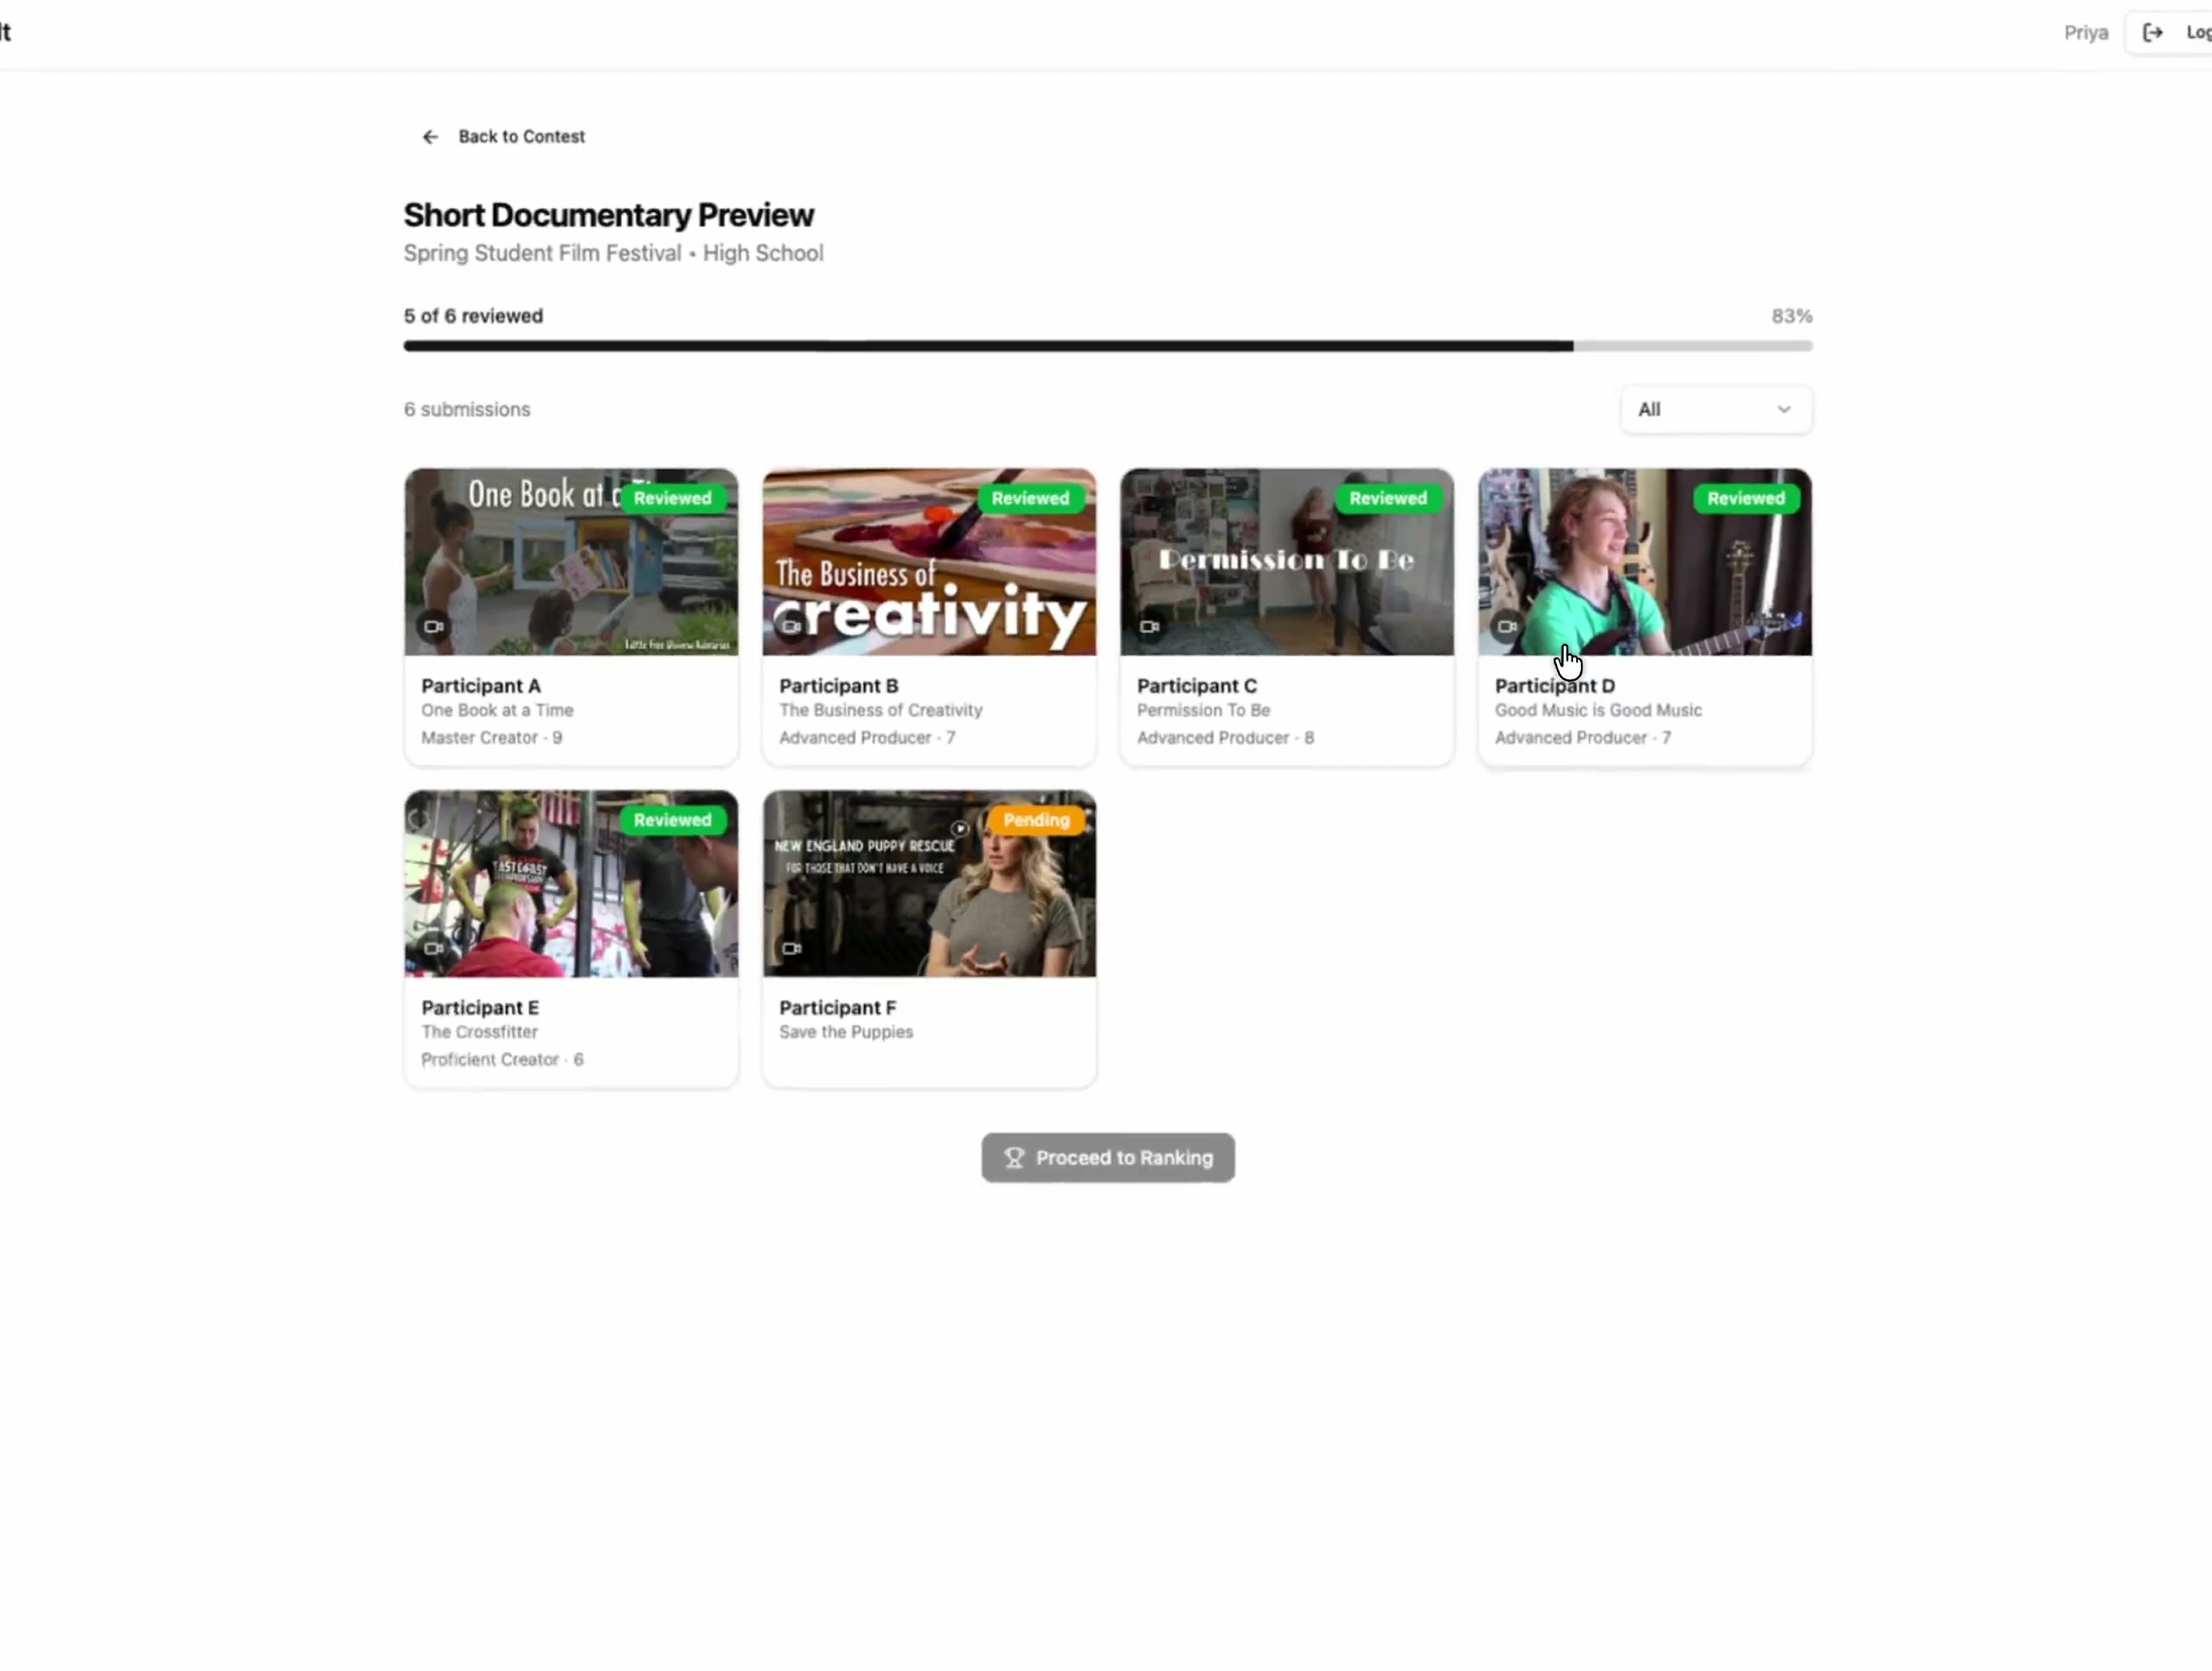 lt
Priya
Log
Back to Contest
Short Documentary Preview
Spring Student Film Festival • High School
5 of 6 reviewed
83%
6 submissions
All
One Book at a
Reviewed
Participant A
One Book at a Time
Master Creator · 9
Reviewed
The Business of
creativity
Participant B
The Business of Creativity
Advanced Producer · 7
Reviewed
Permission To Be
Participant C
Permission To Be
Advanced Producer · 8
Reviewed
Participant D
Good Music is Good Music
Advanced Producer · 7
Reviewed
Participant E
The Crossfitter
Proficient Creator · 6
Pending
NEW ENGLAND PUPPY RESCUE
FOR THOSE THAT DON'T HAVE A VOICE
Participant F
Save the Puppies
Proceed to Ranking